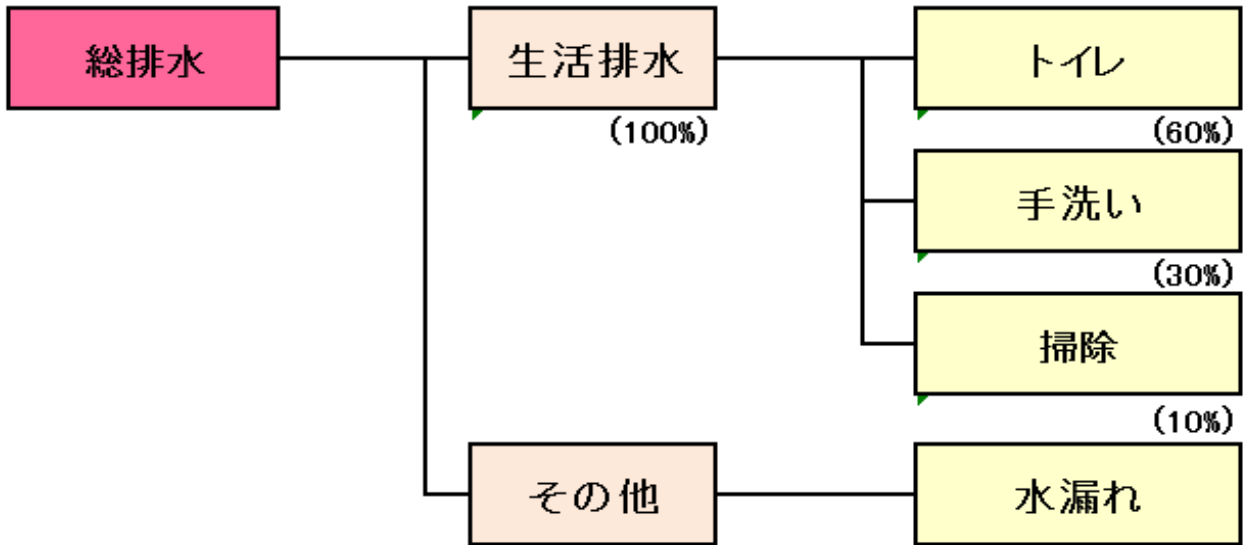 総排水
生活排水
(100%)
トイレ
(60%)
手洗い
(30%)
掃除
(10%)
その他
水漏れ